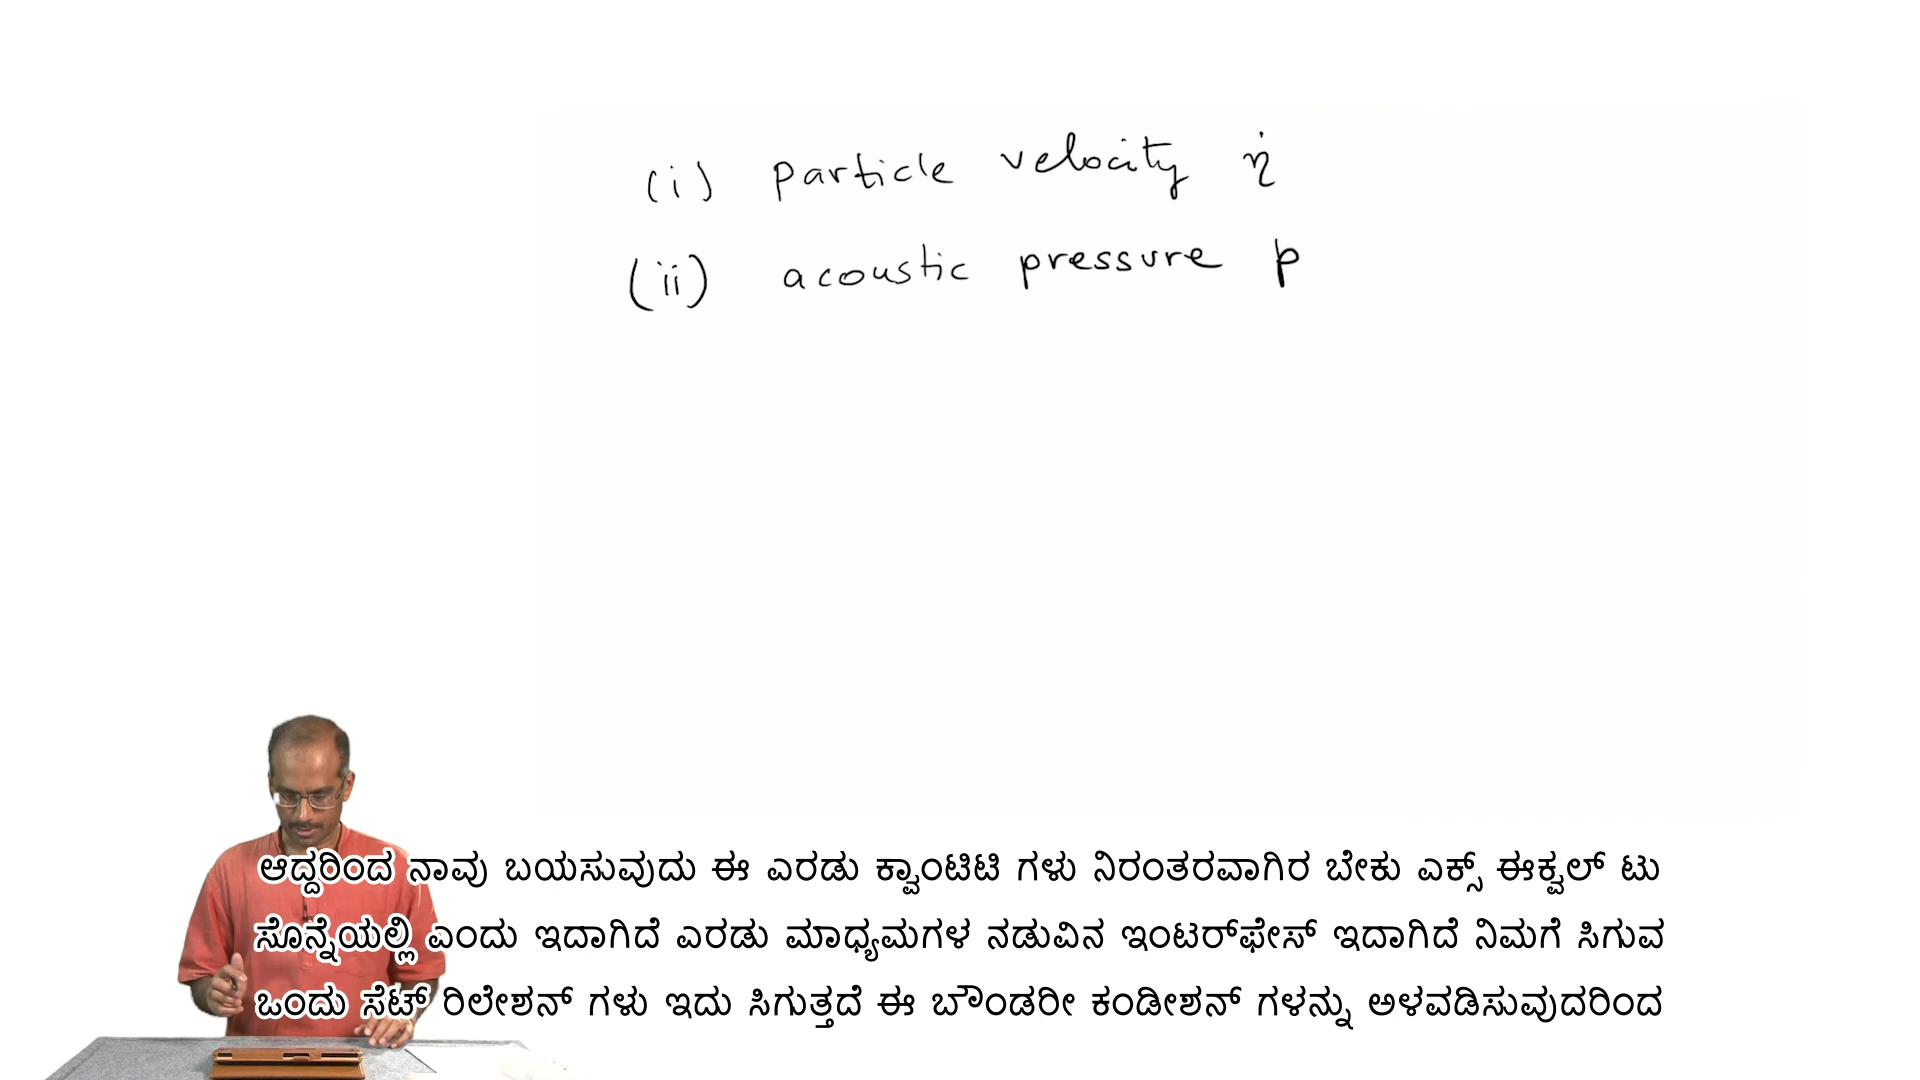 (i) particle velocity η̇
(ii) acoustic pressure p
ಆದ್ದರಿಂದ ನಾವು ಬಯಸುವುದು ಈ ಎರಡು ಕ್ವಾಂಟಿಟಿ ಗಳು ನಿರಂತರವಾಗಿರ ಬೇಕು ಎಕ್ಸ್ ಈಕ್ವಲ್ ಟು
ಸೊನ್ನೆಯಲ್ಲಿ ಎಂದು ಇದಾಗಿದೆ ಎರಡು ಮಾಧ್ಯಮಗಳ ನಡುವಿನ ಇಂಟರ್‌ಫೇಸ್ ಇದಾಗಿದೆ ನಿಮಗೆ ಸಿಗುವ
ಒಂದು ಸೆಟ್ ರಿಲೇಶನ್ ಗಳು ಇದು ಸಿಗುತ್ತದೆ ಈ ಬೌಂಡರೀ ಕಂಡೀಶನ್ ಗಳನ್ನು ಅಳವಡಿಸುವುದರಿಂದ